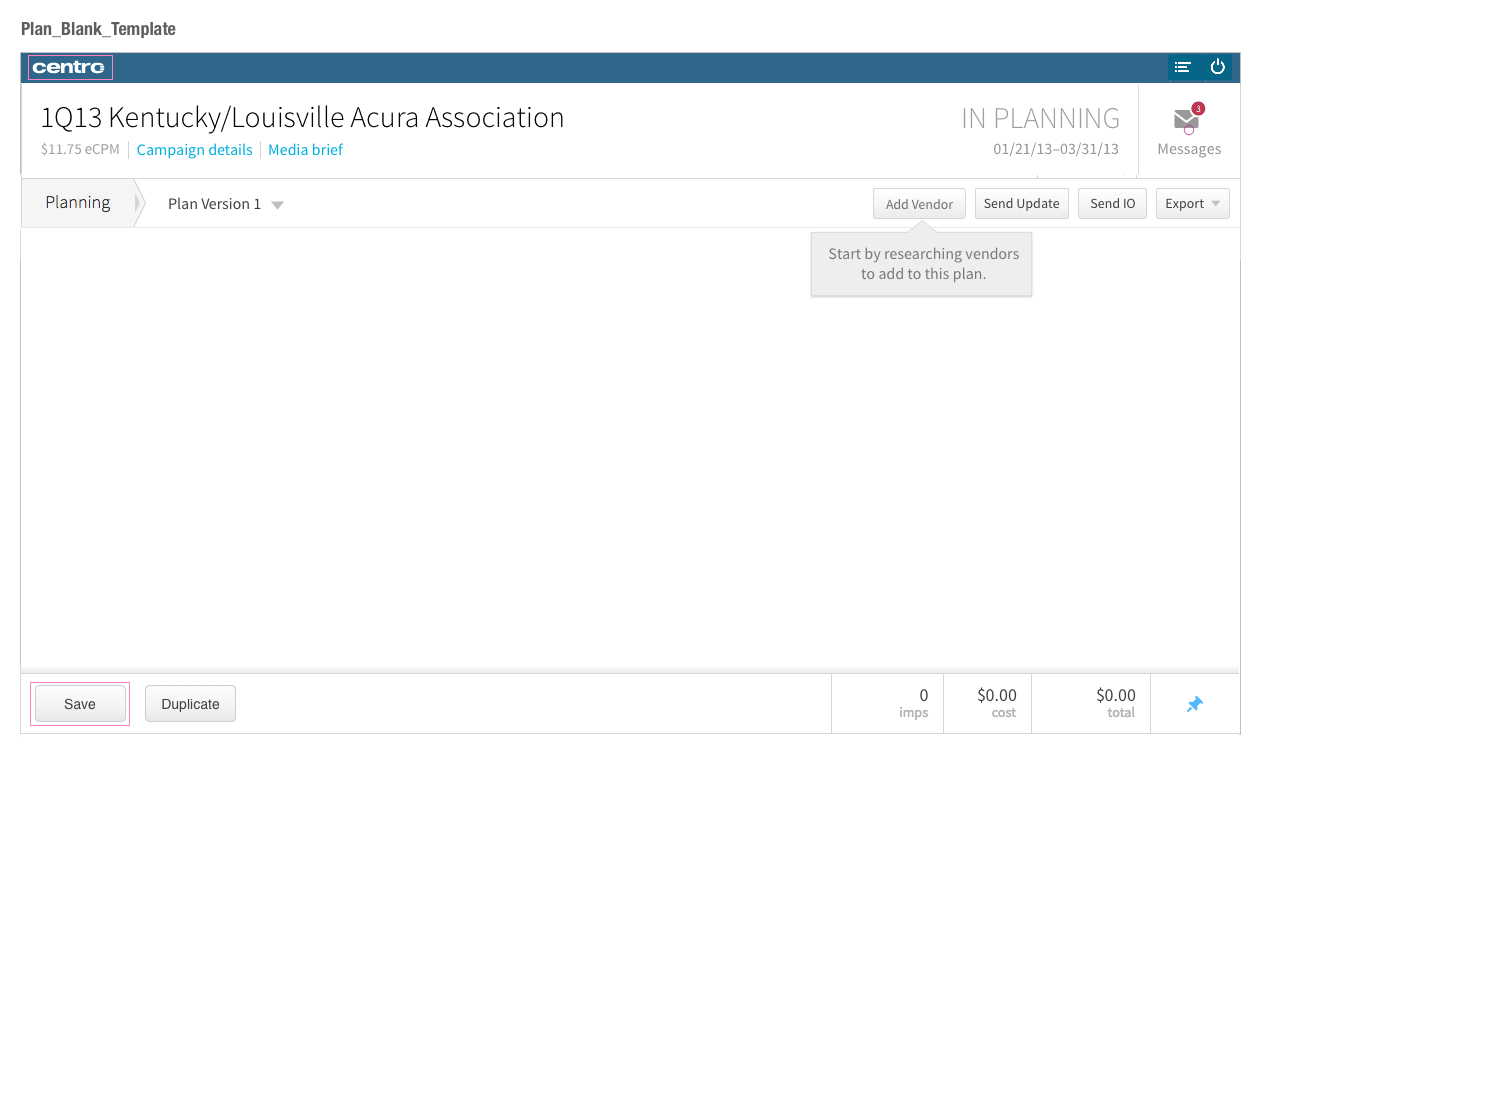 Plan_Blank_Template
centro
1Q13 Kentucky/Louisville Acura Association
IN PLANNING
3
$11.75 eCPM Campaign details Media brief
01/21/13–03/31/13
Messages
Planning
Plan Version 1
Add Vendor
Send Update
Send IO
Export
Start by researching vendors
to add to this plan.
Save
Duplicate
0
imps
$0.00
cost
$0.00
total